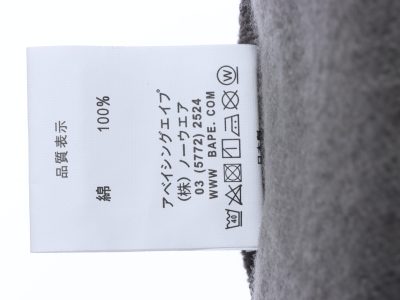 品質表示
綿 100%
アベイシングエイプ
(株) ノーウエア
03 (5772) 2524
WWW BAPE. COM
40
W